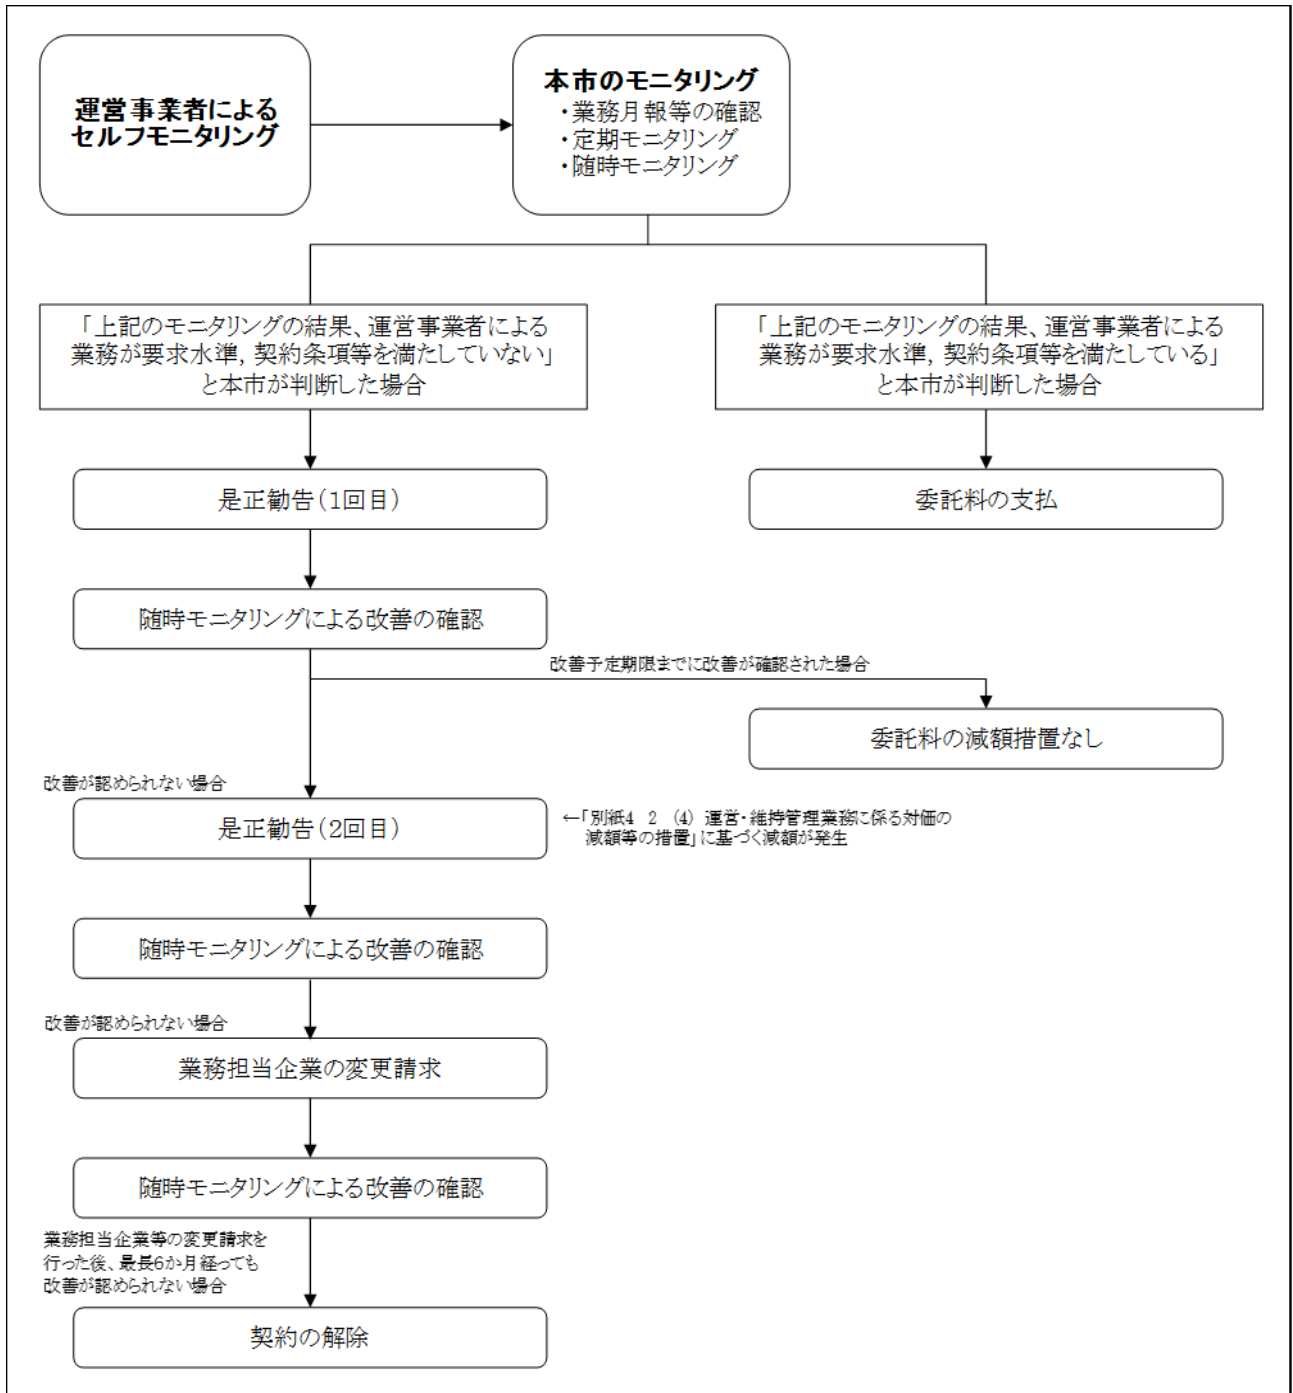 運営事業者による
セルフモニタリング
本市のモニタリング
・業務月報等の確認
・定期モニタリング
・随時モニタリング
「上記のモニタリングの結果、運営事業者による
業務が要求水準,契約条項等を満たしていない」
と本市が判断した場合
「上記のモニタリングの結果、運営事業者による
業務が要求水準,契約条項等を満たしている」
と本市が判断した場合
是正勧告(1回目)
委託料の支払
随時モニタリングによる改善の確認
改善予定期限までに改善が確認された場合
委託料の減額措置なし
改善が認められない場合
是正勧告(2回目)
←「別紙4 2 (4) 運営・維持管理業務に係る対価の
減額等の措置」に基づく減額が発生
随時モニタリングによる改善の確認
改善が認められない場合
業務担当企業の変更請求
随時モニタリングによる改善の確認
業務担当企業等の変更請求を
行った後、最長6か月経っても
改善が認められない場合
契約の解除